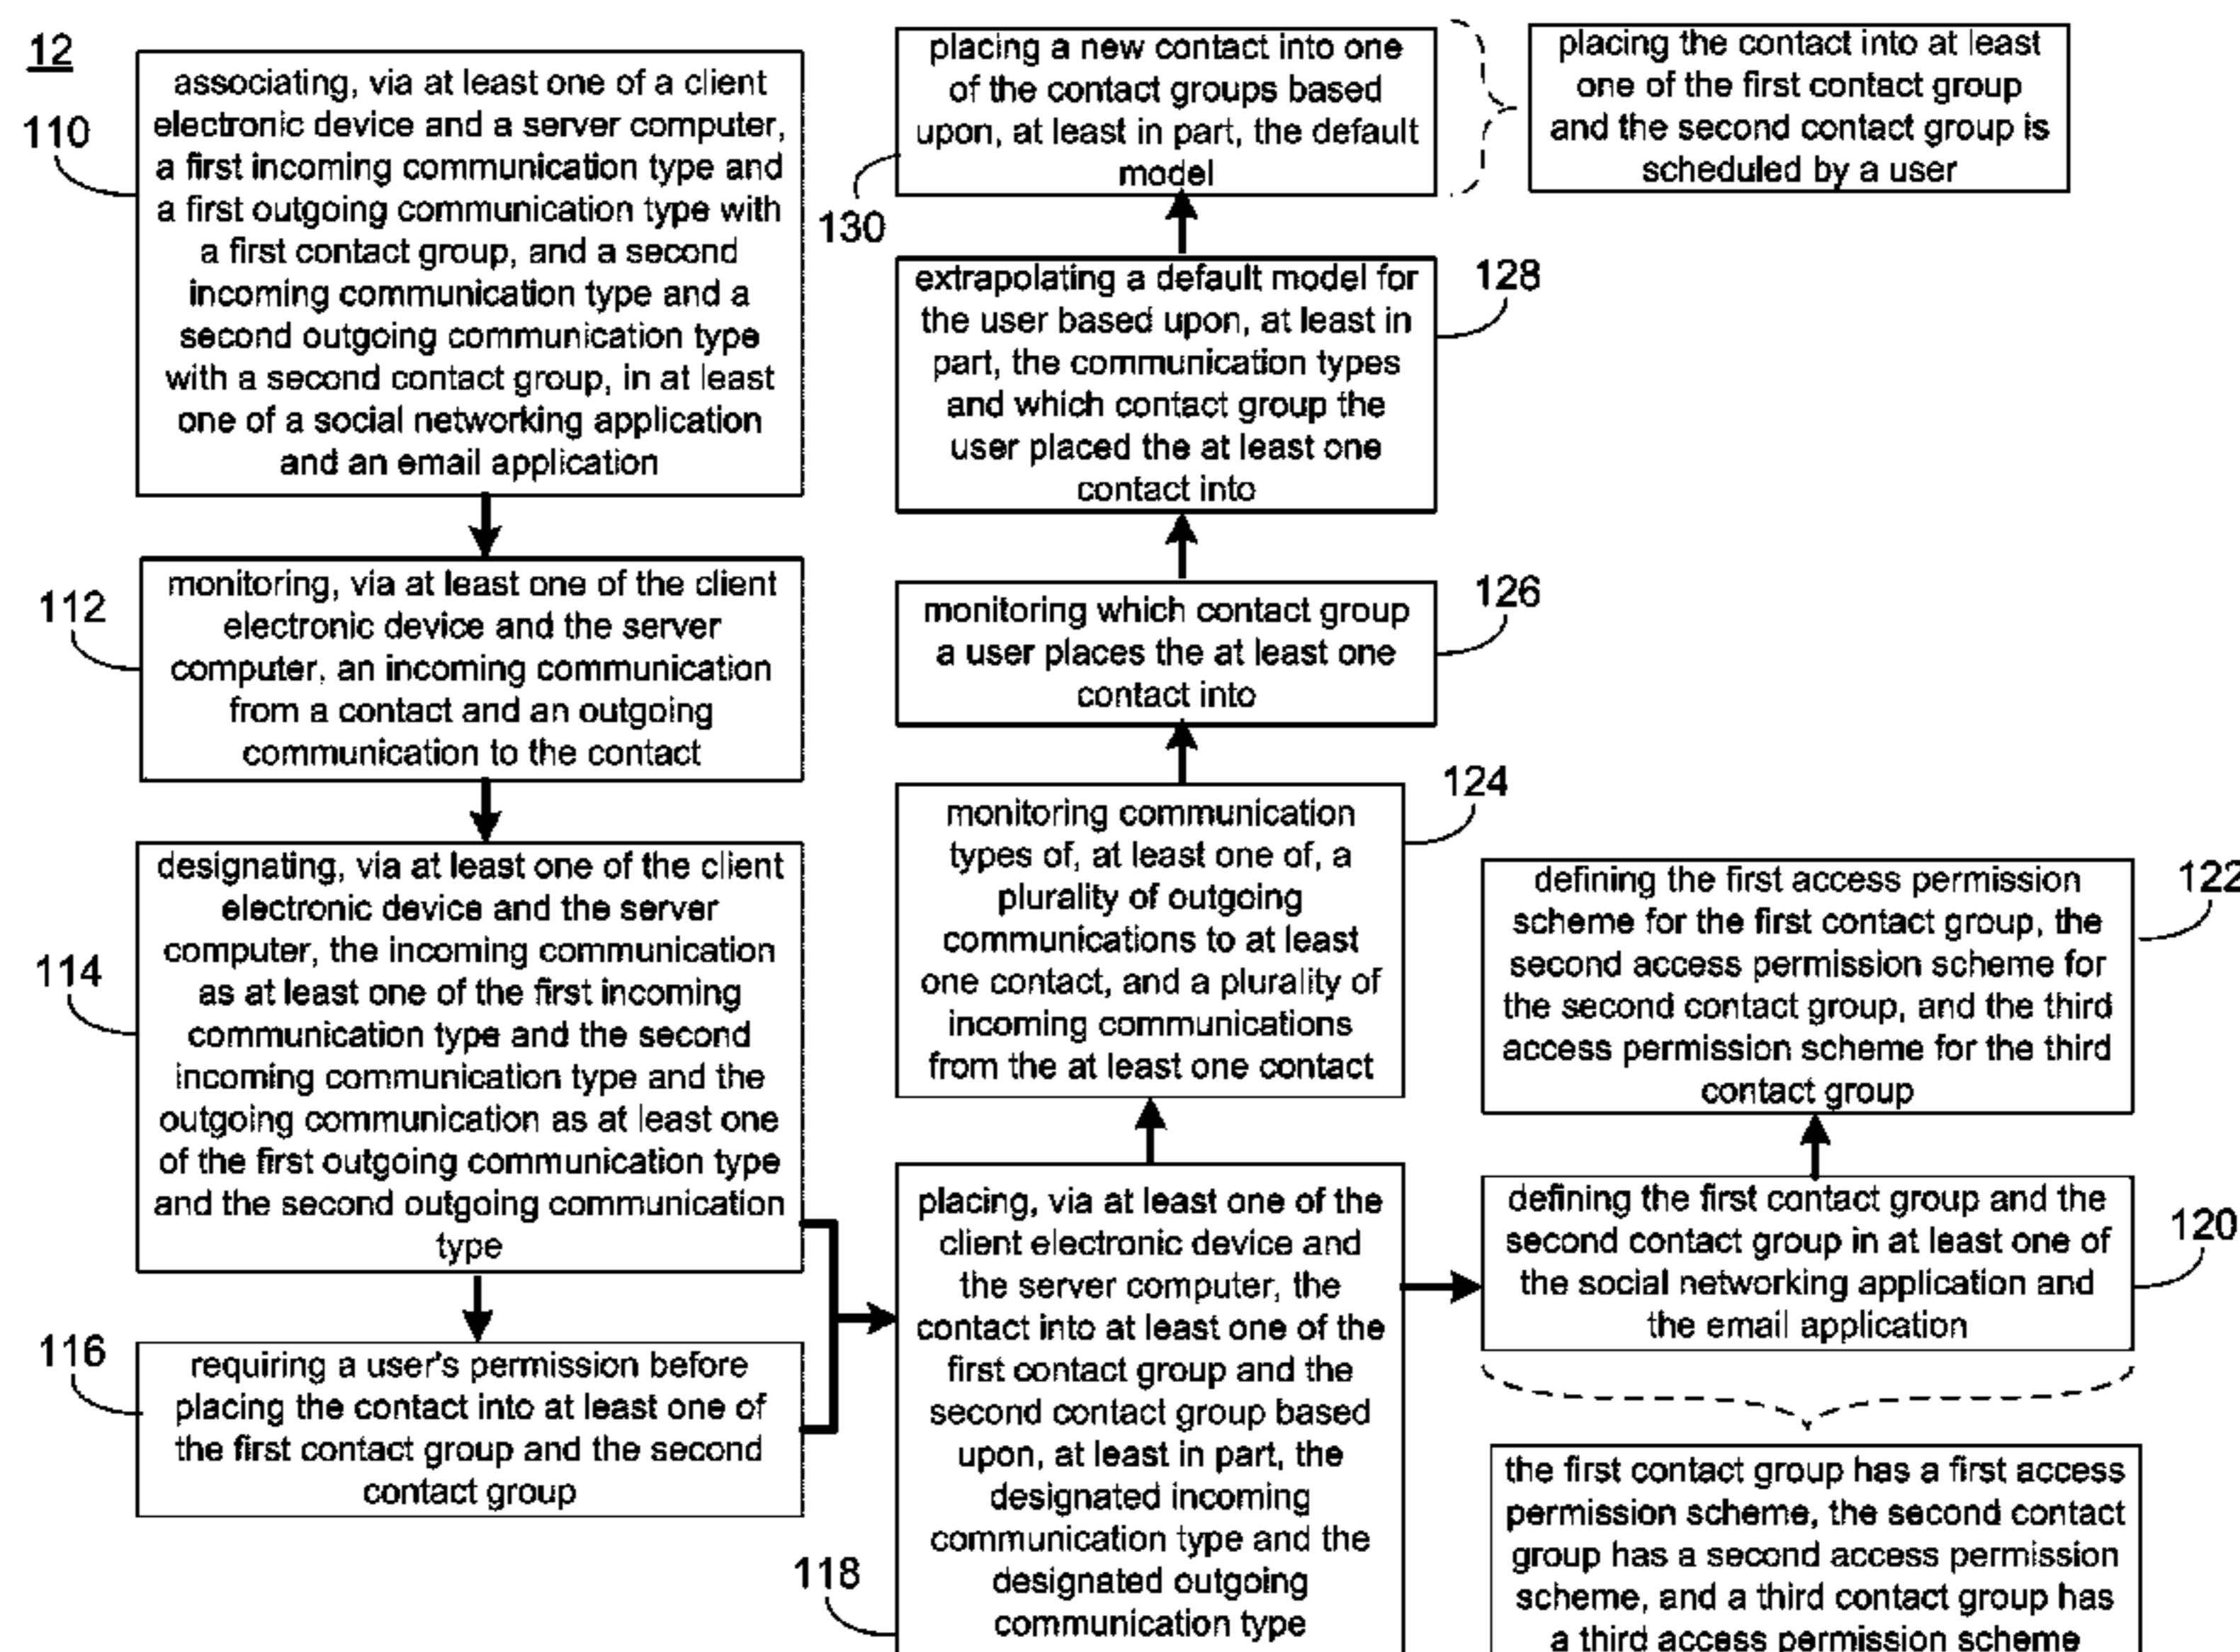 12
110
associating, via at least one of a client
electronic device and a server computer,
a first incoming communication type and
a first outgoing communication type with
a first contact group, and a second
incoming communication type and a
second outgoing communication type
with a second contact group, in at least
one of a social networking application
and an email application
112
monitoring, via at least one of the client
electronic device and the server
computer, an incoming communication
from a contact and an outgoing
communication to the contact
114
designating, via at least one of the client
electronic device and the server
computer, the incoming communication
as at least one of the first incoming
communication type and the second
incoming communication type and the
outgoing communication as at least one
of the first outgoing communication type
and the second outgoing communication
type
116
requiring a user's permission before
placing the contact into at least one of
the first contact group and the second
contact group
118
placing, via at least one of the
client electronic device and
the server computer, the
contact into at least one of the
first contact group and the
second contact group based
upon, at least in part, the
designated incoming
communication type and the
designated outgoing
communication type
124
monitoring communication
types of, at least one of, a
plurality of outgoing
communications to at least
one contact, and a plurality of
incoming communications
from the at least one contact
126
monitoring which contact group
a user places the at least one
contact into
128
extrapolating a default model for
the user based upon, at least in
part, the communication types
and which contact group the
user placed the at least one
contact into
130
placing a new contact into one
of the contact groups based
upon, at least in part, the default
model
placing the contact into at least
one of the first contact group
and the second contact group is
scheduled by a user
122
defining the first access permission
scheme for the first contact group, the
second access permission scheme for
the second contact group, and the third
access permission scheme for the third
contact group
120
defining the first contact group and the
second contact group in at least one of
the social networking application and
the email application
the first contact group has a first access
permission scheme, the second contact
group has a second access permission
scheme, and a third contact group has
a third access permission scheme